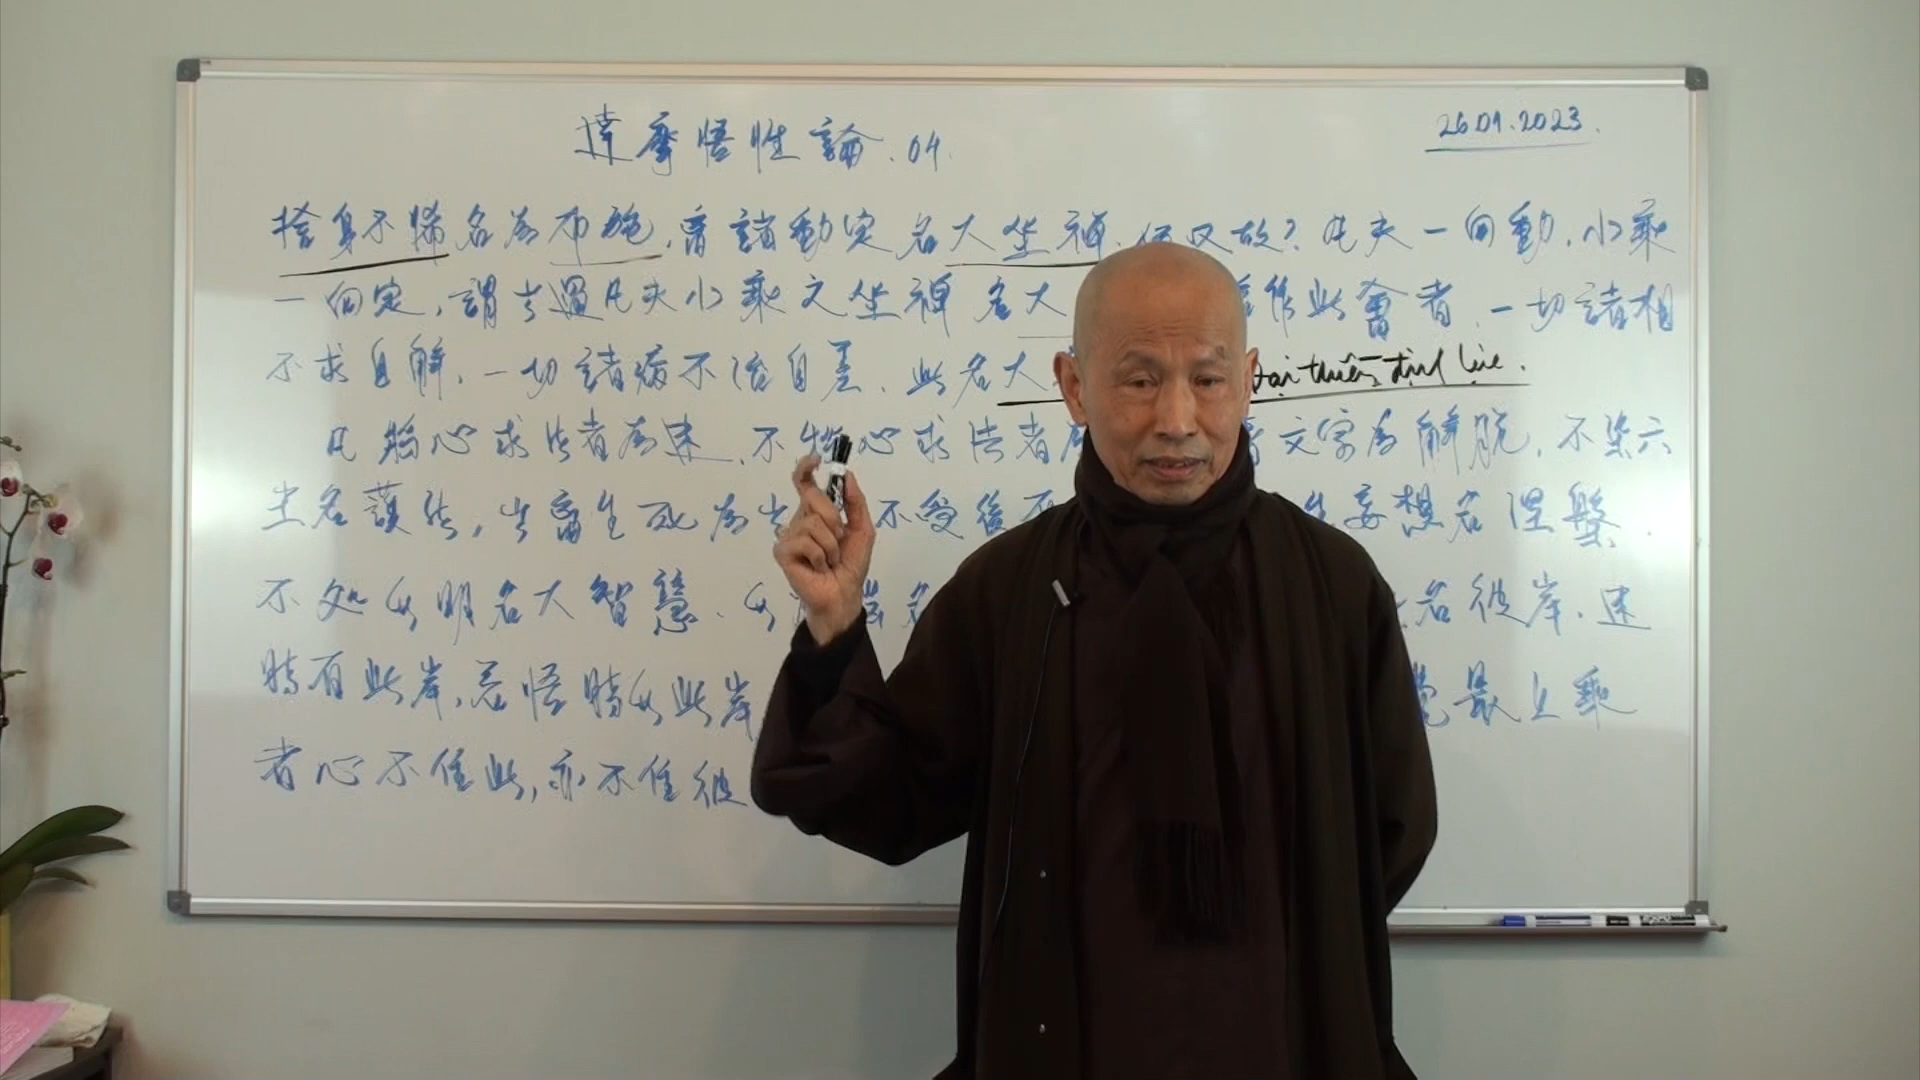 達摩悟性論.04.
26.01.2023.
捨身不悋名為布施,離諸動定名大坐禪.何以故?凡夫一向動,小乘
一向定,謂出過凡夫小乘之坐禪名大 作此會者,一切諸相
不求自解,一切諸病不治自差,此名大 Đại thiền định lực.
凡將心求法者為迷,不將心求法者 文字為解脫,不染六
塵名護法,出離生死為出 不受後有 生妄想名涅槃.
不處無明名大智慧.無 名彼岸.迷
時有此岸,若悟時無此岸 覺最上乘
者心不住此,亦不住彼